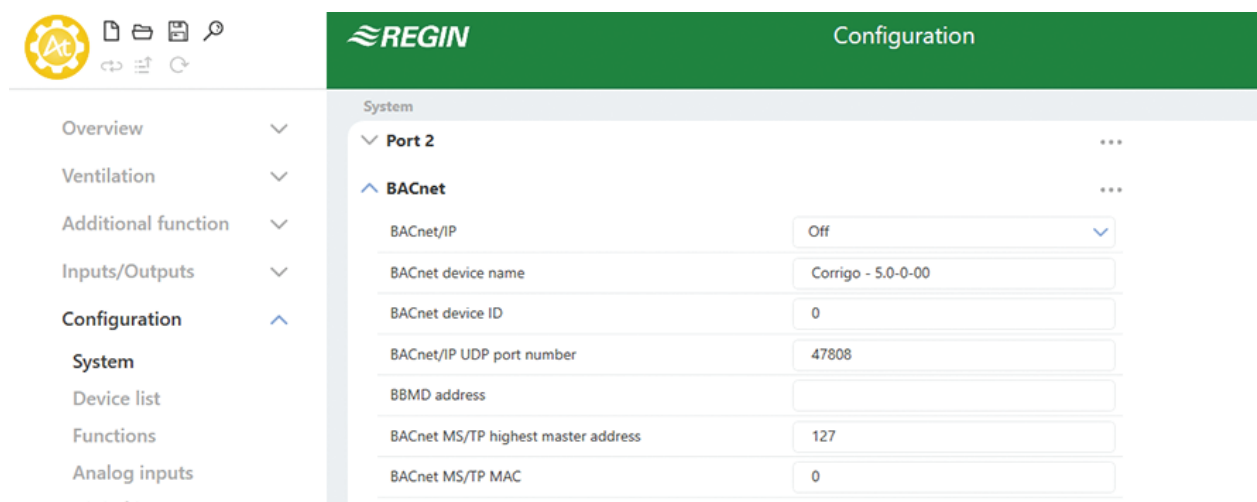 At
REGIN
Configuration
System
Overview
Ventilation
Additional function
Inputs/Outputs
Configuration
System
Device list
Functions
Analog inputs
Port 2
BACnet
BACnet/IP Off
BACnet device name Corrigo - 5.0-0-00
BACnet device ID 0
BACnet/IP UDP port number 47808
BBMD address
BACnet MS/TP highest master address 127
BACnet MS/TP MAC 0